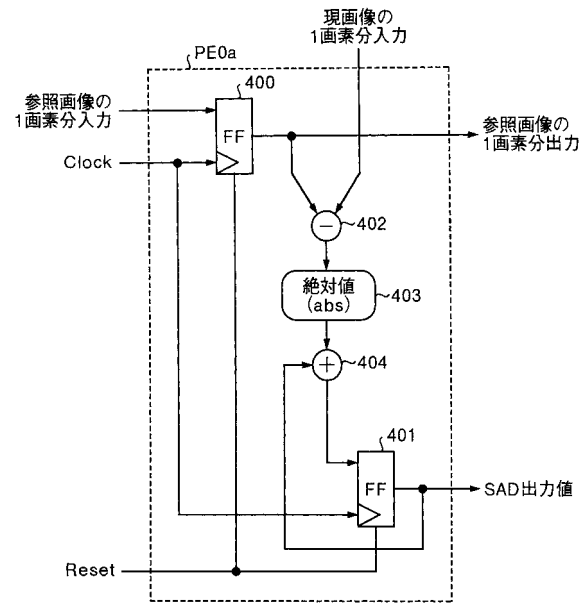 現画像の
1画素分入力
PE0a
400
参照画像の
1画素分入力
FF
参照画像の
1画素分出力
Clock
−
402
絶対値
(abs)
403
+
404
401
FF
SAD出力値
Reset